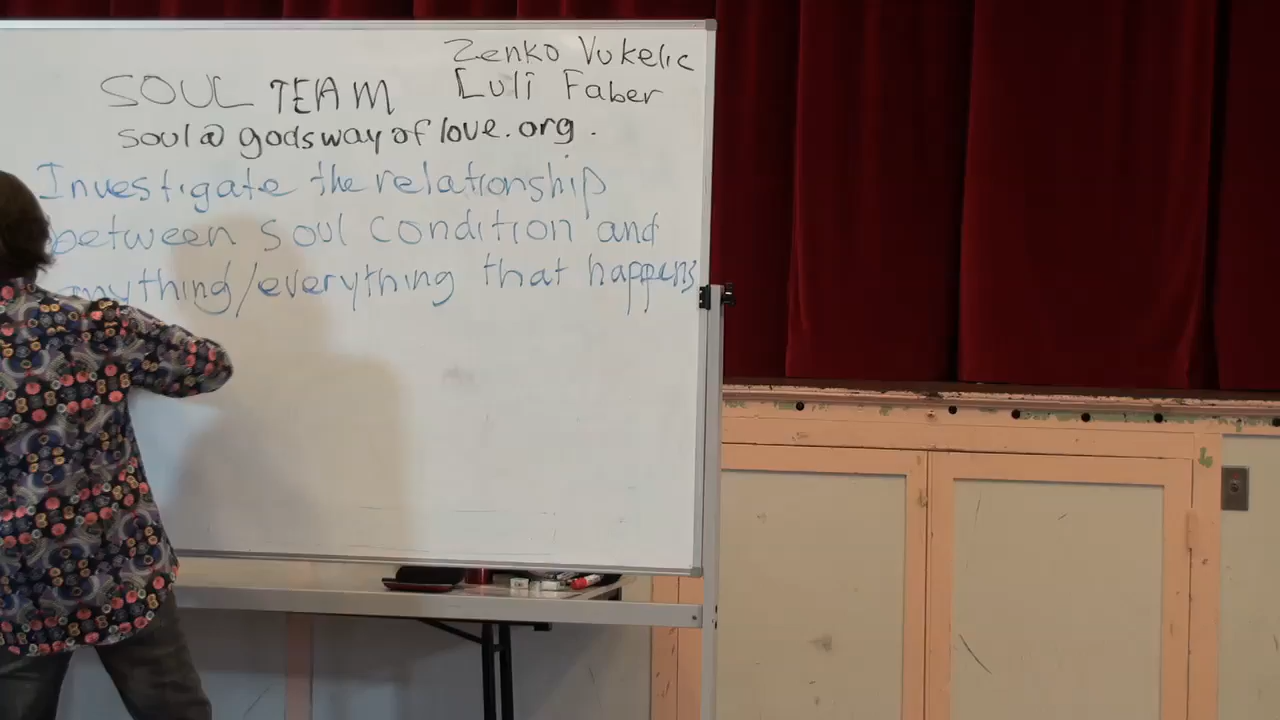 Zenko Vukelic
SOUL TEAM Luli Faber
soul@godswayoflove.org.
Investigate the relationship
between soul condition and
anything/everything that happens